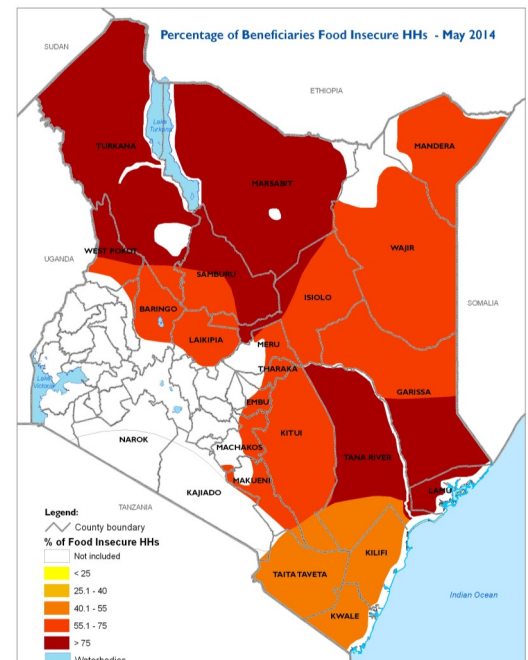 Percentage of Beneficiaries Food Insecure HHs - May 2014
SUDAN
ETHIOPIA
Lake
Turkana
TURKANA
MANDERA
MARSABIT
WEST POKOT
UGANDA
WAJIR
SAMBURU
ISIOLO
SOMALIA
BARINGO
LAIKIPIA
MERU
THARAKA
Lake
Victoria
EMBU
GARISSA
KITUI
NAROK
MACHAKOS
TANA RIVER
MAKUENI
KAJIADO
LAMU
TANZANIA
KILIFI
TAITA TAVETA
KWALE
Indian Ocean
Legend:
County boundary
% of Food Insecure HHs
Not included
< 25
25.1 - 40
40.1 - 55
55.1 - 75
> 75
Waterbodies